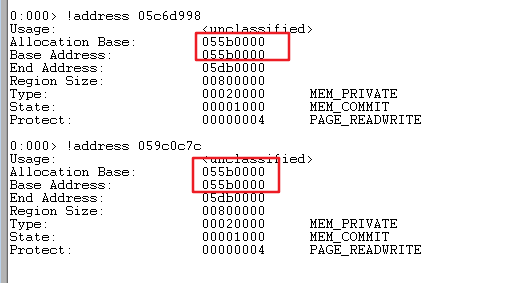 0:000> !address 05c6d998
Usage: <unclassified>
Allocation Base: 055b0000
Base Address: 055b0000
End Address: 05db0000
Region Size: 00800000
Type: 00020000 MEM_PRIVATE
State: 00001000 MEM_COMMIT
Protect: 00000004 PAGE_READWRITE
0:000> !address 059c0c7c
Usage: <unclassified>
Allocation Base: 055b0000
Base Address: 055b0000
End Address: 05db0000
Region Size: 00800000
Type: 00020000 MEM_PRIVATE
State: 00001000 MEM_COMMIT
Protect: 00000004 PAGE_READWRITE